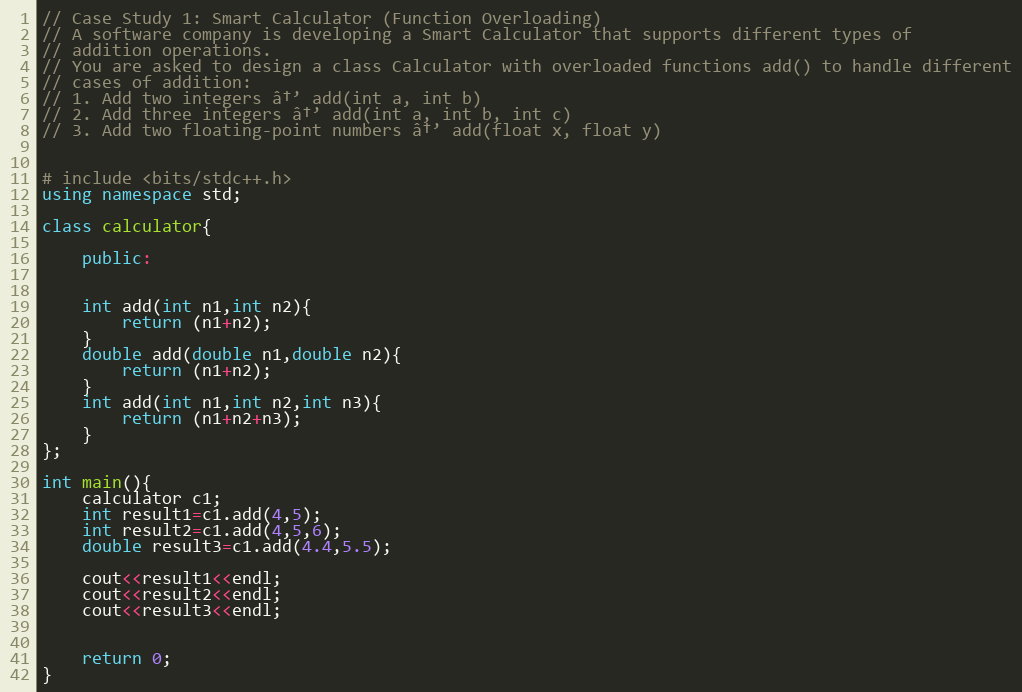 1 // Case Study 1: Smart Calculator (Function Overloading)
2 // A software company is developing a Smart Calculator that supports different types of
3 // addition operations.
4 // You are asked to design a class Calculator with overloaded functions add() to handle different
5 // cases of addition:
6 // 1. Add two integers â†’ add(int a, int b)
7 // 2. Add three integers â†’ add(int a, int b, int c)
8 // 3. Add two floating-point numbers â†’ add(float x, float y)
9
10
11 # include <bits/stdc++.h>
12 using namespace std;
13
14 class calculator{
15
16     public:
17
18
19     int add(int n1,int n2){
20         return (n1+n2);
21     }
22     double add(double n1,double n2){
23         return (n1+n2);
24     }
25     int add(int n1,int n2,int n3){
26         return (n1+n2+n3);
27     }
28 };
29
30 int main(){
31     calculator c1;
32     int result1=c1.add(4,5);
33     int result2=c1.add(4,5,6);
34     double result3=c1.add(4.4,5.5);
35
36     cout<<result1<<endl;
37     cout<<result2<<endl;
38     cout<<result3<<endl;
39
40
41     return 0;
42 }